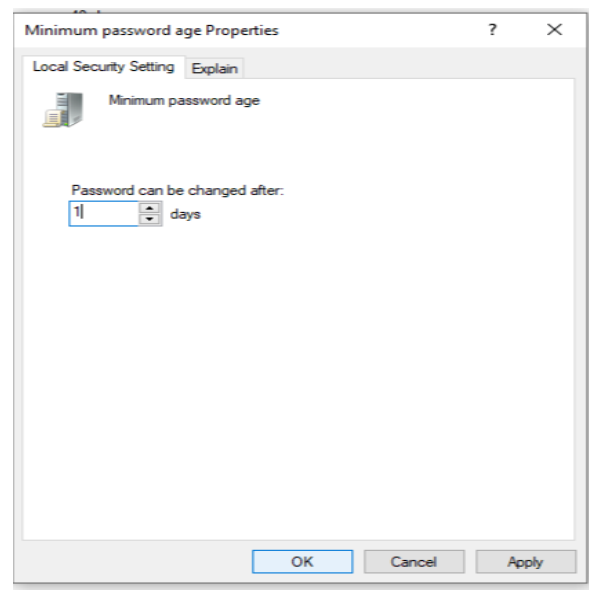 Minimum password age Properties
? ×
Local Security Setting Explain
Minimum password age
Password can be changed after:
1 days
OK Cancel Apply